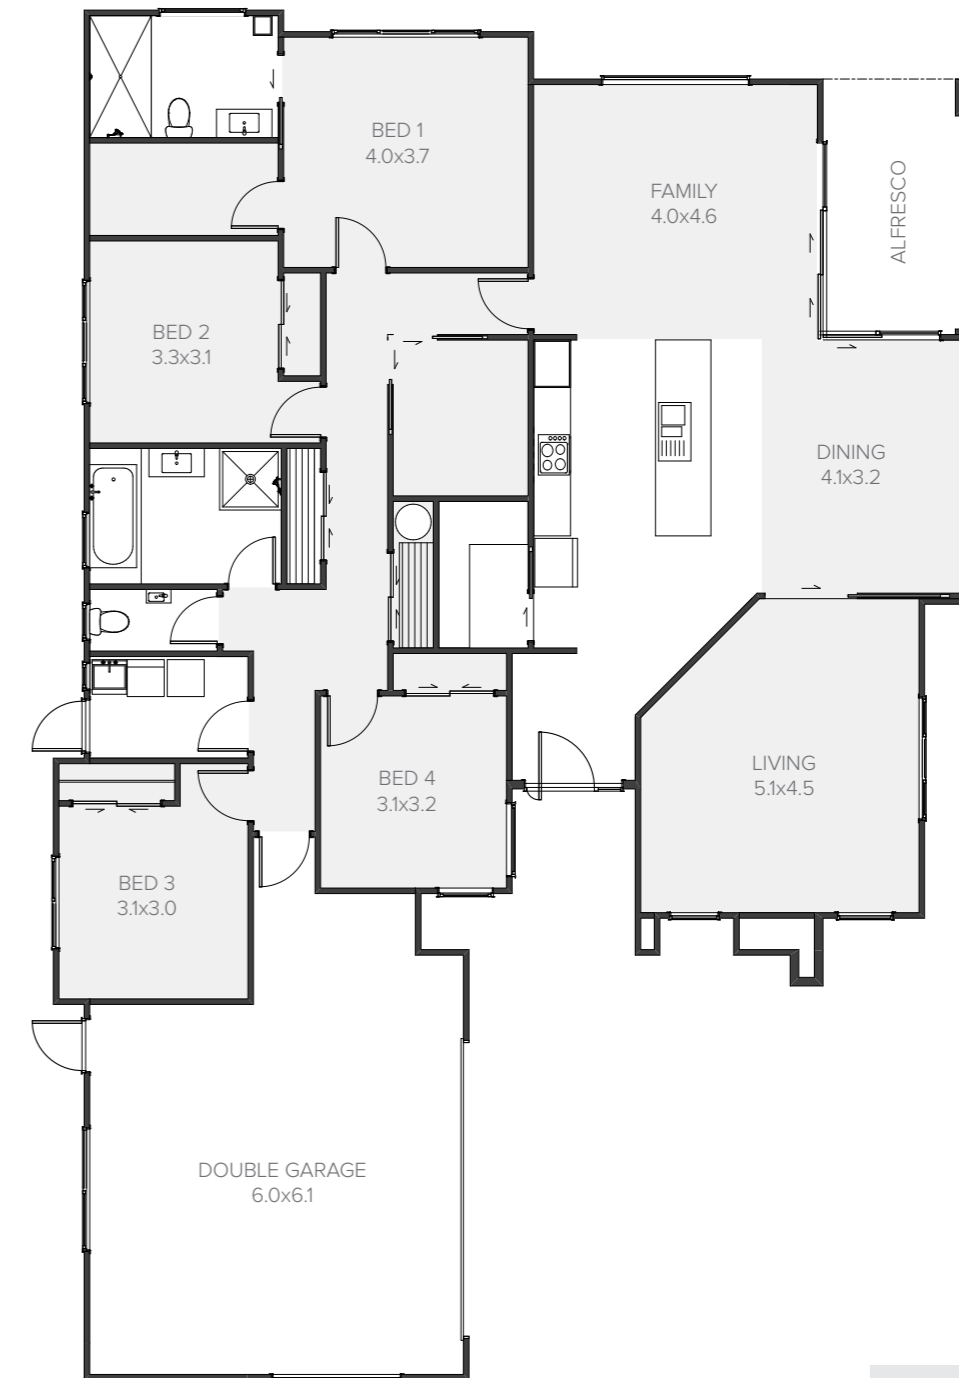 BED 1
4.0x3.7
FAMILY
4.0x4.6
ALFRESCO
BED 2
3.3x3.1
DINING
4.1x3.2
LIVING
5.1x4.5
BED 4
3.1x3.2
BED 3
3.1x3.0
DOUBLE GARAGE
6.0x6.1